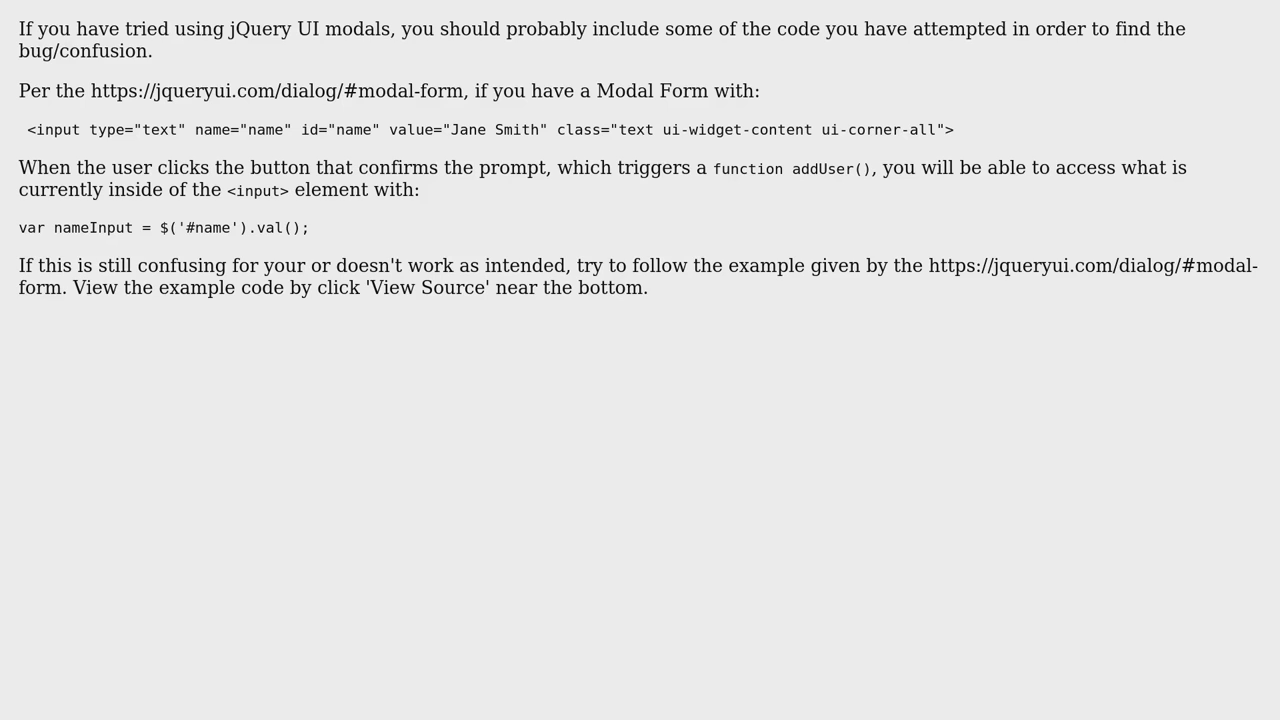 If you have tried using jQuery UI modals, you should probably include some of the code you have attempted in order to find the
bug/confusion.
Per the https://jqueryui.com/dialog/#modal-form, if you have a Modal Form with:
<input type="text" name="name" id="name" value="Jane Smith" class="text ui-widget-content ui-corner-all">
When the user clicks the button that confirms the prompt, which triggers a function addUser(), you will be able to access what is
currently inside of the <input> element with:
var nameInput = $('#name').val();
If this is still confusing for your or doesn't work as intended, try to follow the example given by the https://jqueryui.com/dialog/#modal-
form. View the example code by click 'View Source' near the bottom.